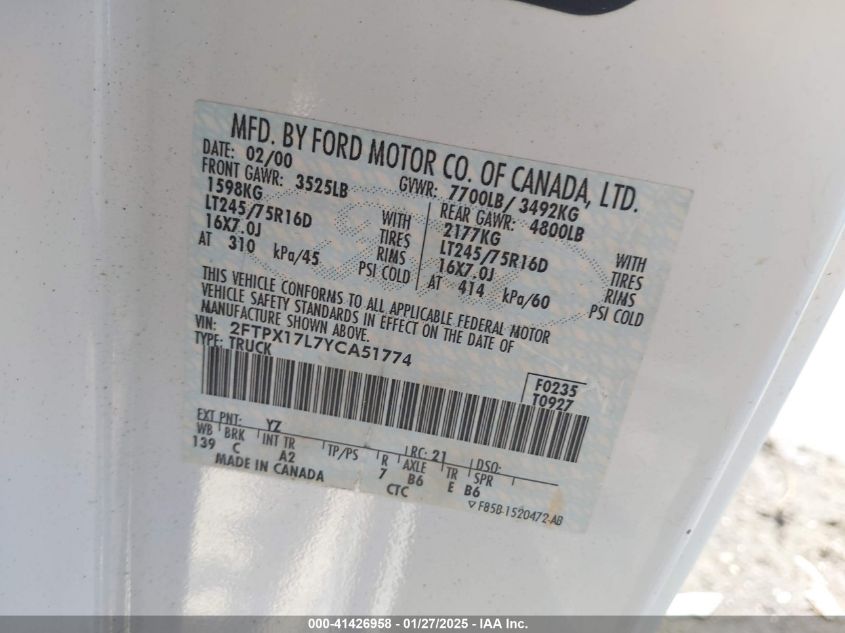 MFD. BY FORD MOTOR CO. OF CANADA, LTD.
DATE: 02/00 GVWR: 7700LB/ 3492KG
FRONT GAWR: 3525LB REAR GAWR: 4800LB
1598KG WITH 2177KG WITH
LT245/75R16D TIRES LT245/75R16D TIRES
16X7.0J RIMS 16X7.0J RIMS
AT 310 kPa/45 PSI COLD AT 414 kPa/60 PSI COLD
THIS VEHICLE CONFORMS TO ALL APPLICABLE FEDERAL MOTOR
VEHICLE SAFETY STANDARDS IN EFFECT ON THE DATE OF
MANUFACTURE SHOWN ABOVE.
VIN: 2FTPX17L7YCA51774
TYPE: TRUCK
F0235
T0927
EXT PNT: YZ RC: 21 DSO:
WB BRK INT TR TP/PS R AXLE TR SPR
139 C A2 7 B6 E B6
MADE IN CANADA CTC
F85B-1520472-AB
000-41426958 - 01/27/2025 - IAA Inc.